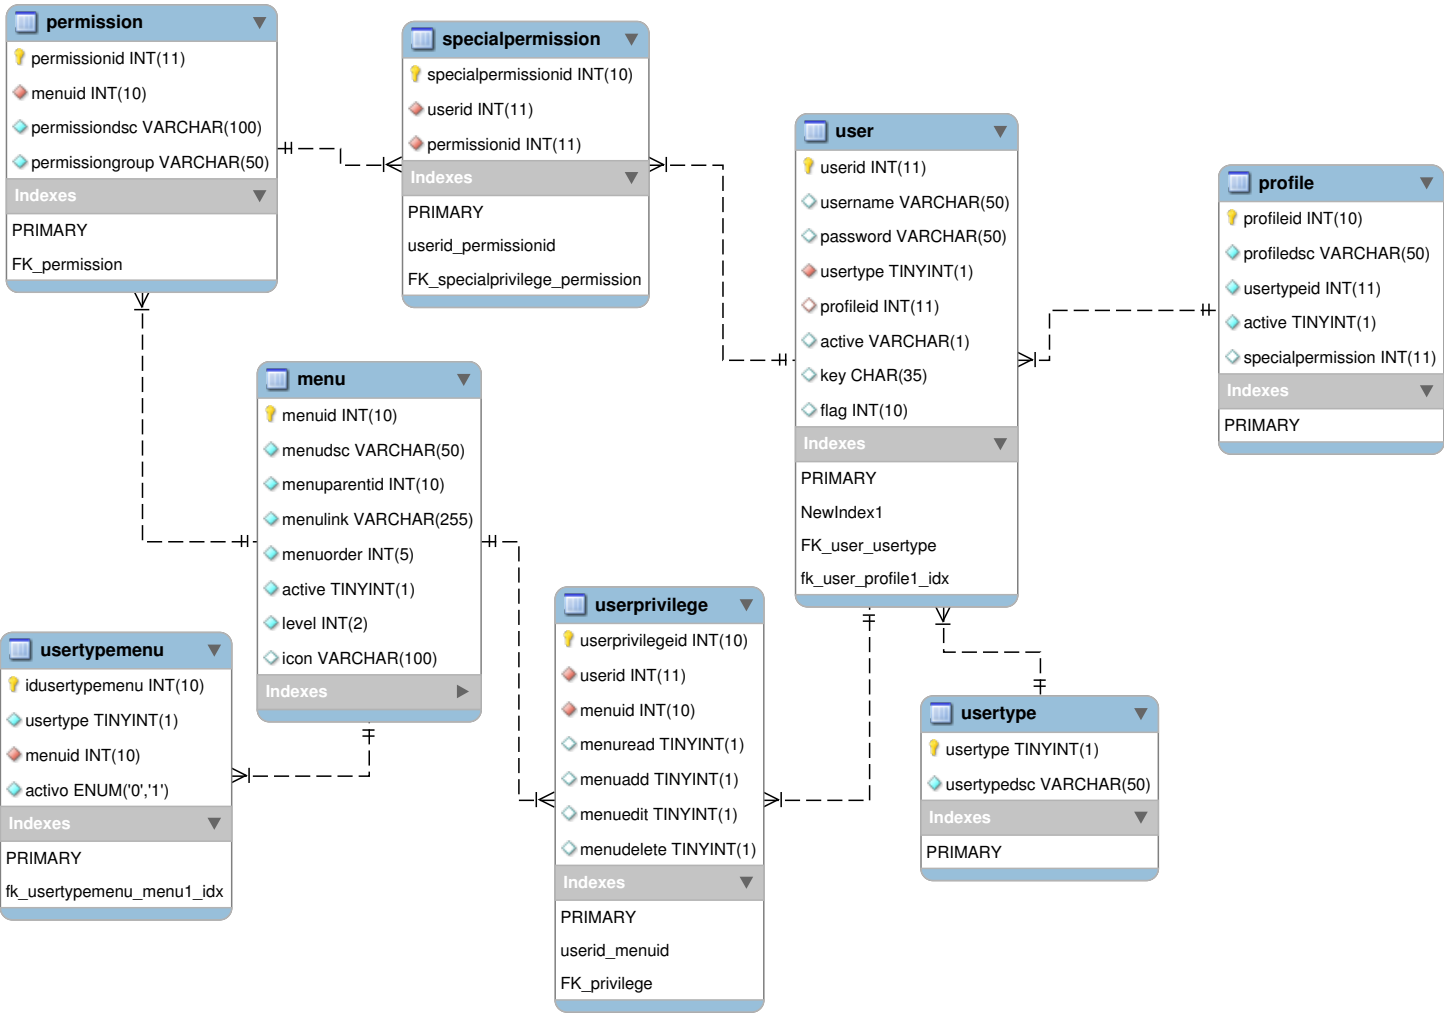 permission
permissionid INT(11)
menuid INT(10)
permissiondsc VARCHAR(100)
permissiongroup VARCHAR(50)
Indexes
PRIMARY
FK_permission
specialpermission
specialpermissionid INT(10)
userid INT(11)
permissionid INT(11)
Indexes
PRIMARY
userid_permissionid
FK_specialprivilege_permission
user
userid INT(11)
username VARCHAR(50)
password VARCHAR(50)
usertype TINYINT(1)
profileid INT(11)
active VARCHAR(1)
key CHAR(35)
flag INT(10)
Indexes
PRIMARY
NewIndex1
FK_user_usertype
fk_user_profile1_idx
profile
profileid INT(10)
profiledsc VARCHAR(50)
usertypeid INT(11)
active TINYINT(1)
specialpermission INT(11)
Indexes
PRIMARY
menu
menuid INT(10)
menudsc VARCHAR(50)
menuparentid INT(10)
menulink VARCHAR(255)
menuorder INT(5)
active TINYINT(1)
level INT(2)
icon VARCHAR(100)
Indexes
usertypemenu
idusertypemenu INT(10)
usertype TINYINT(1)
menuid INT(10)
activo ENUM('0','1')
Indexes
PRIMARY
fk_usertypemenu_menu1_idx
userprivilege
userprivilegeid INT(10)
userid INT(11)
menuid INT(10)
menuread TINYINT(1)
menuadd TINYINT(1)
menuedit TINYINT(1)
menudelete TINYINT(1)
Indexes
PRIMARY
userid_menuid
FK_privilege
usertype
usertype TINYINT(1)
usertypedsc VARCHAR(50)
Indexes
PRIMARY